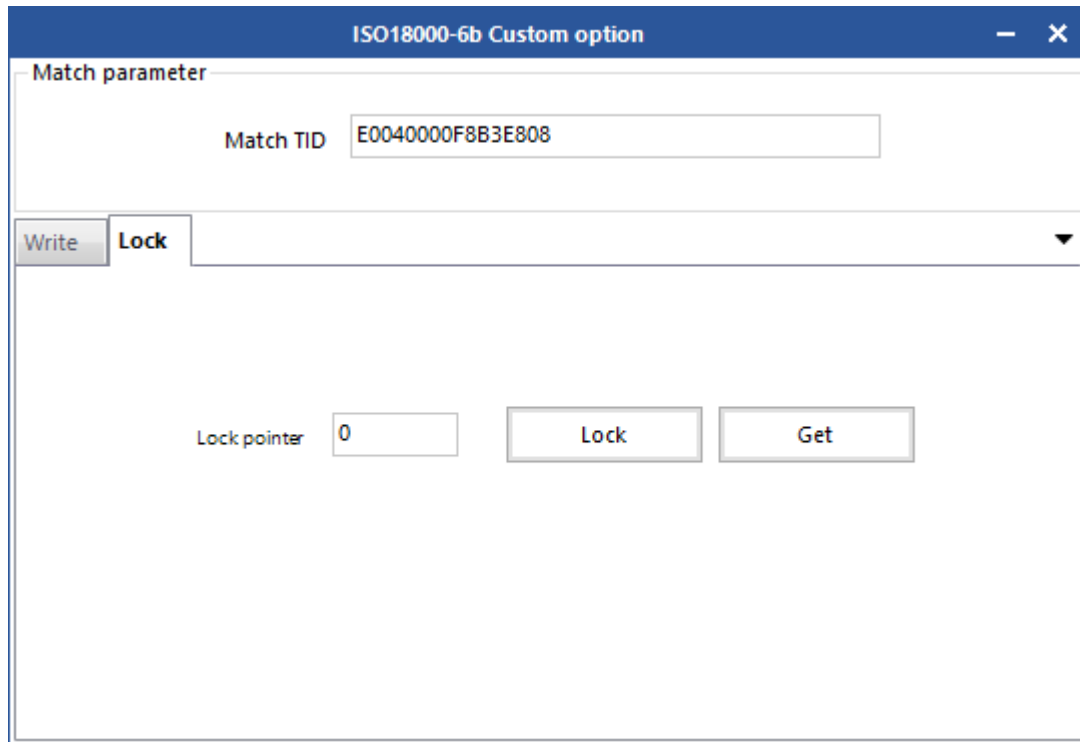 ISO18000-6b Custom option
Match parameter
Match TID E0040000F8B3E808
Write Lock
Lock pointer 0 Lock Get